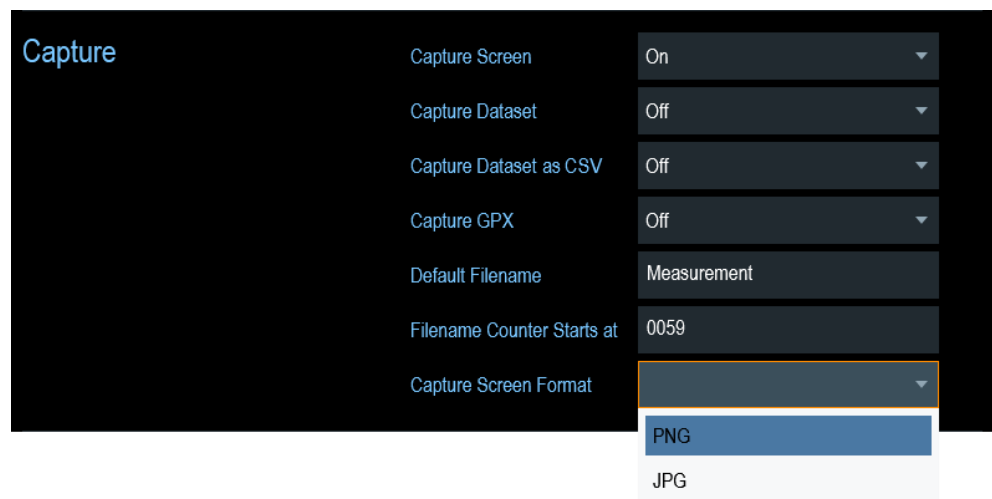 Capture
Capture Screen On
Capture Dataset Off
Capture Dataset as CSV Off
Capture GPX Off
Default Filename Measurement
Filename Counter Starts at 0059
Capture Screen Format
PNG
JPG